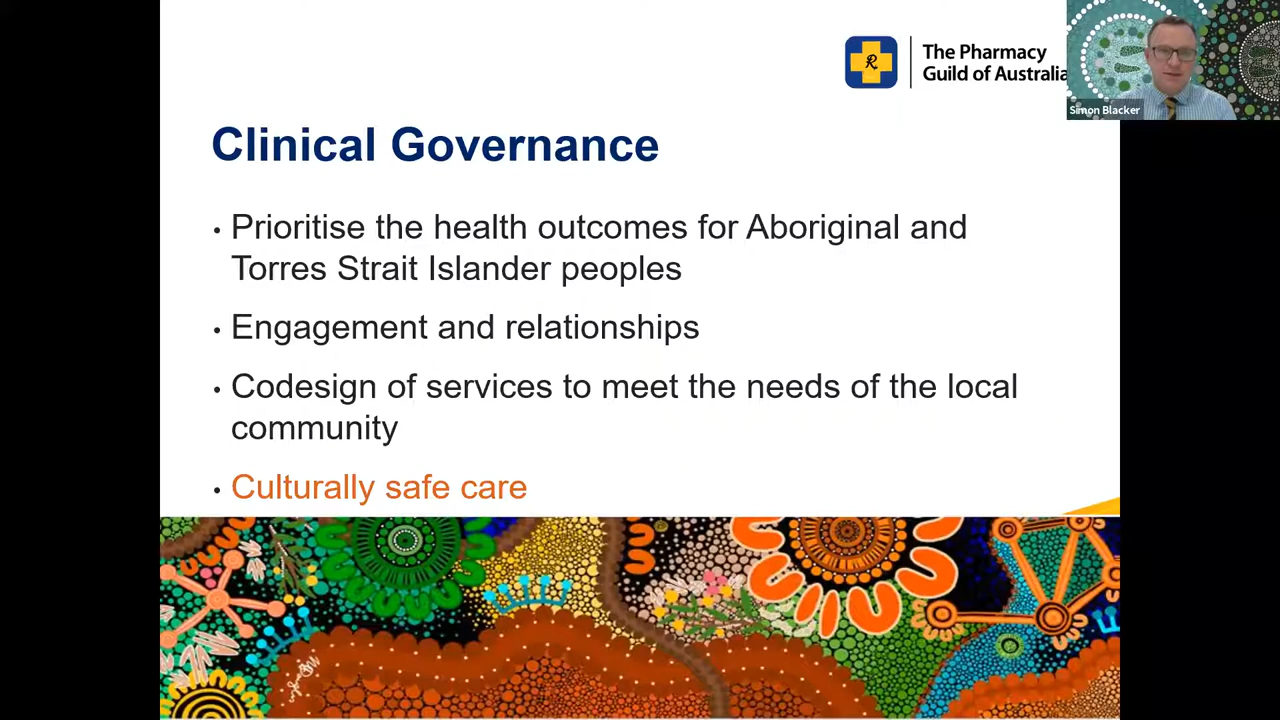 The Pharmacy
Guild of Australia
Simon Blacker
Clinical Governance
• Prioritise the health outcomes for Aboriginal and
Torres Strait Islander peoples
• Engagement and relationships
• Codesign of services to meet the needs of the local
community
• Culturally safe care